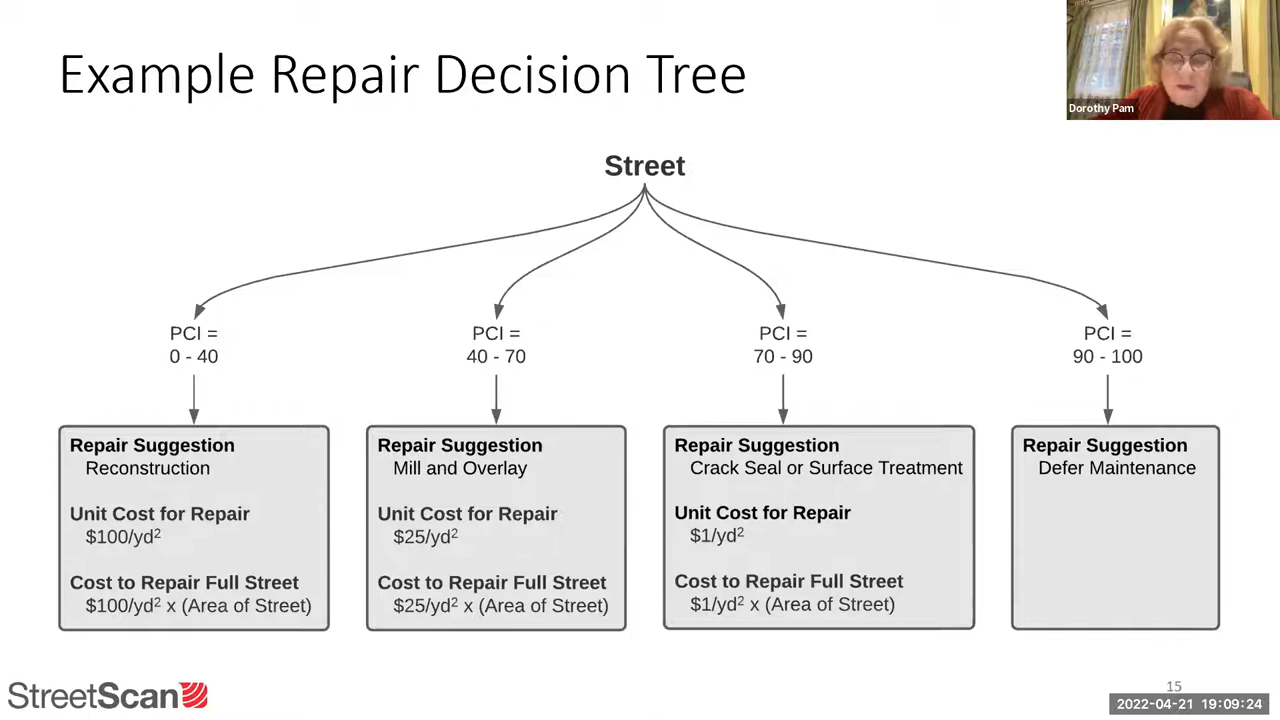 Example Repair Decision Tree
Dorothy Pam
Street
PCI =
0 - 40
PCI =
40 - 70
PCI =
70 - 90
PCI =
90 - 100
Repair Suggestion
Reconstruction
Unit Cost for Repair
$100/yd²
Cost to Repair Full Street
$100/yd² x (Area of Street)
Repair Suggestion
Mill and Overlay
Unit Cost for Repair
$25/yd²
Cost to Repair Full Street
$25/yd² x (Area of Street)
Repair Suggestion
Crack Seal or Surface Treatment
Unit Cost for Repair
$1/yd²
Cost to Repair Full Street
$1/yd² x (Area of Street)
Repair Suggestion
Defer Maintenance
StreetScan
15
2022-04-21 19:09:24